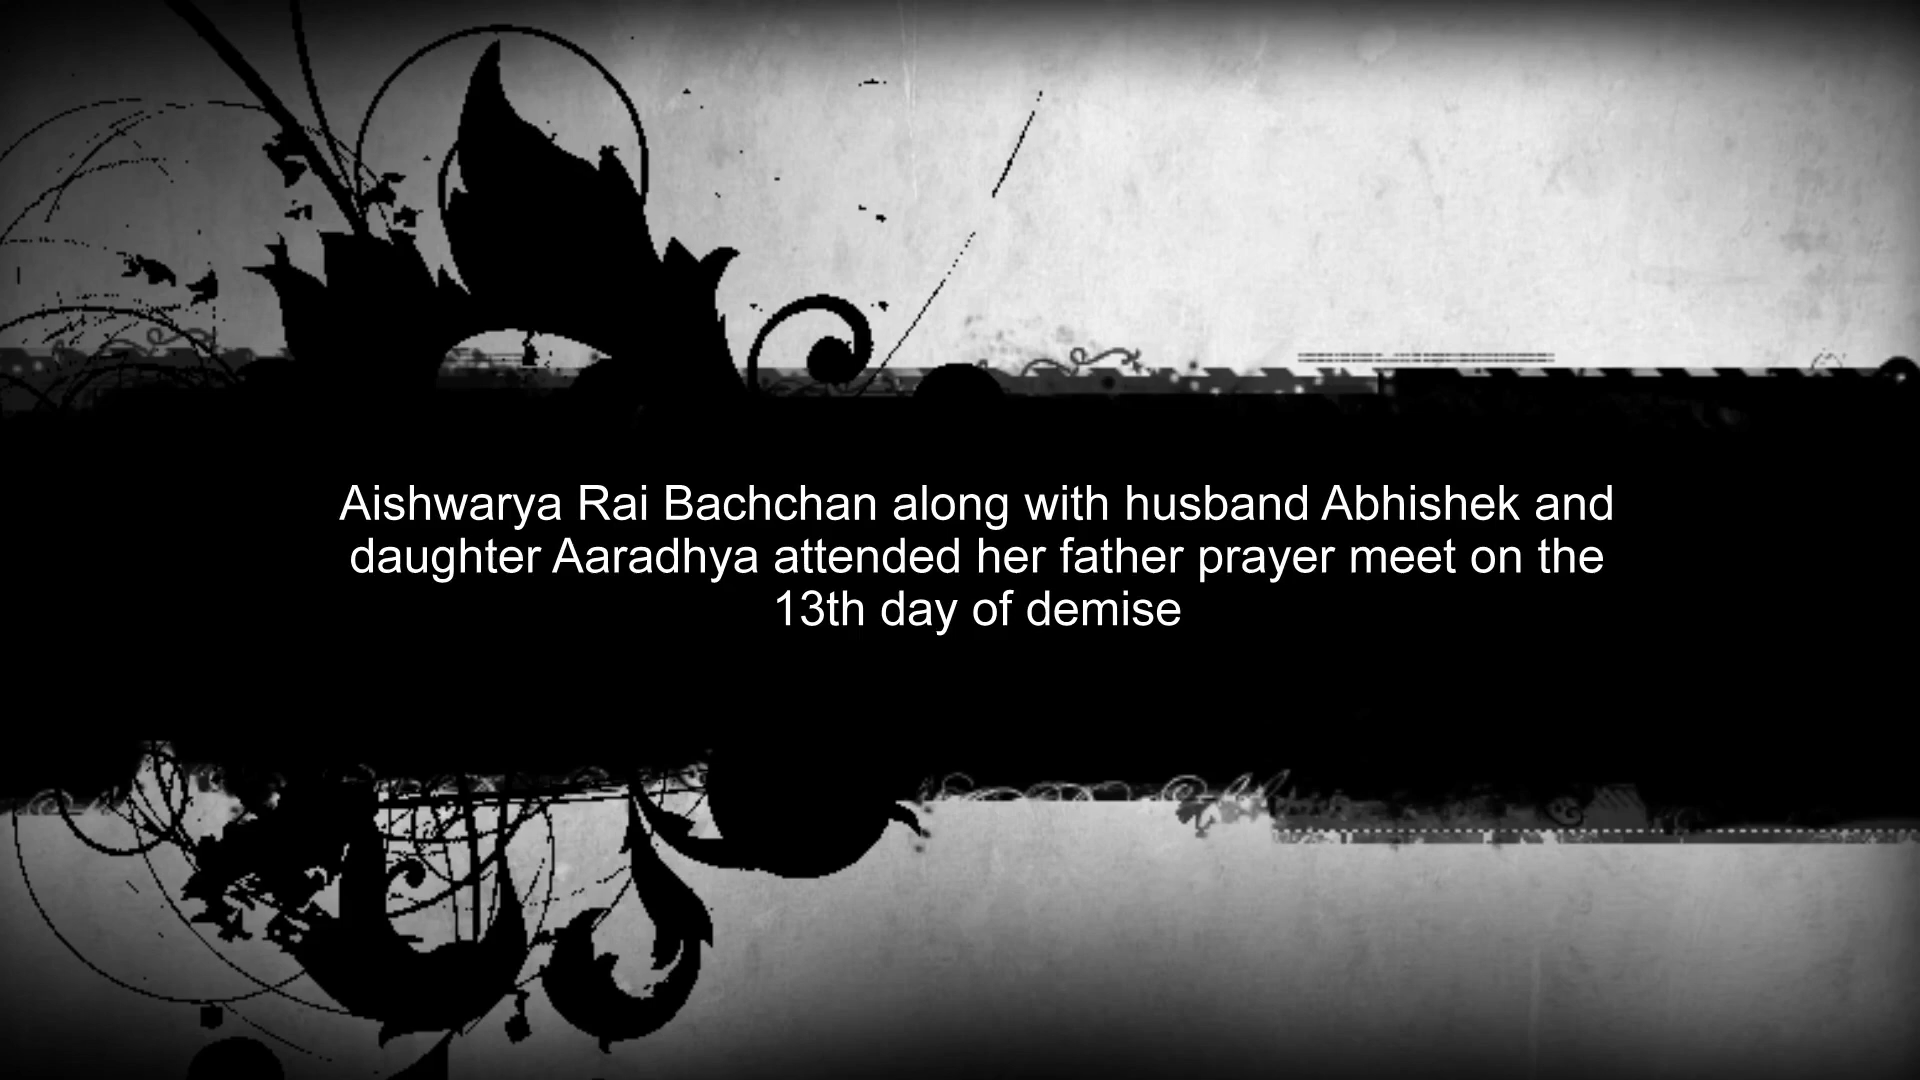 Aishwarya Rai Bachchan along with husband Abhishek and
daughter Aaradhya attended her father prayer meet on the
13th day of demise